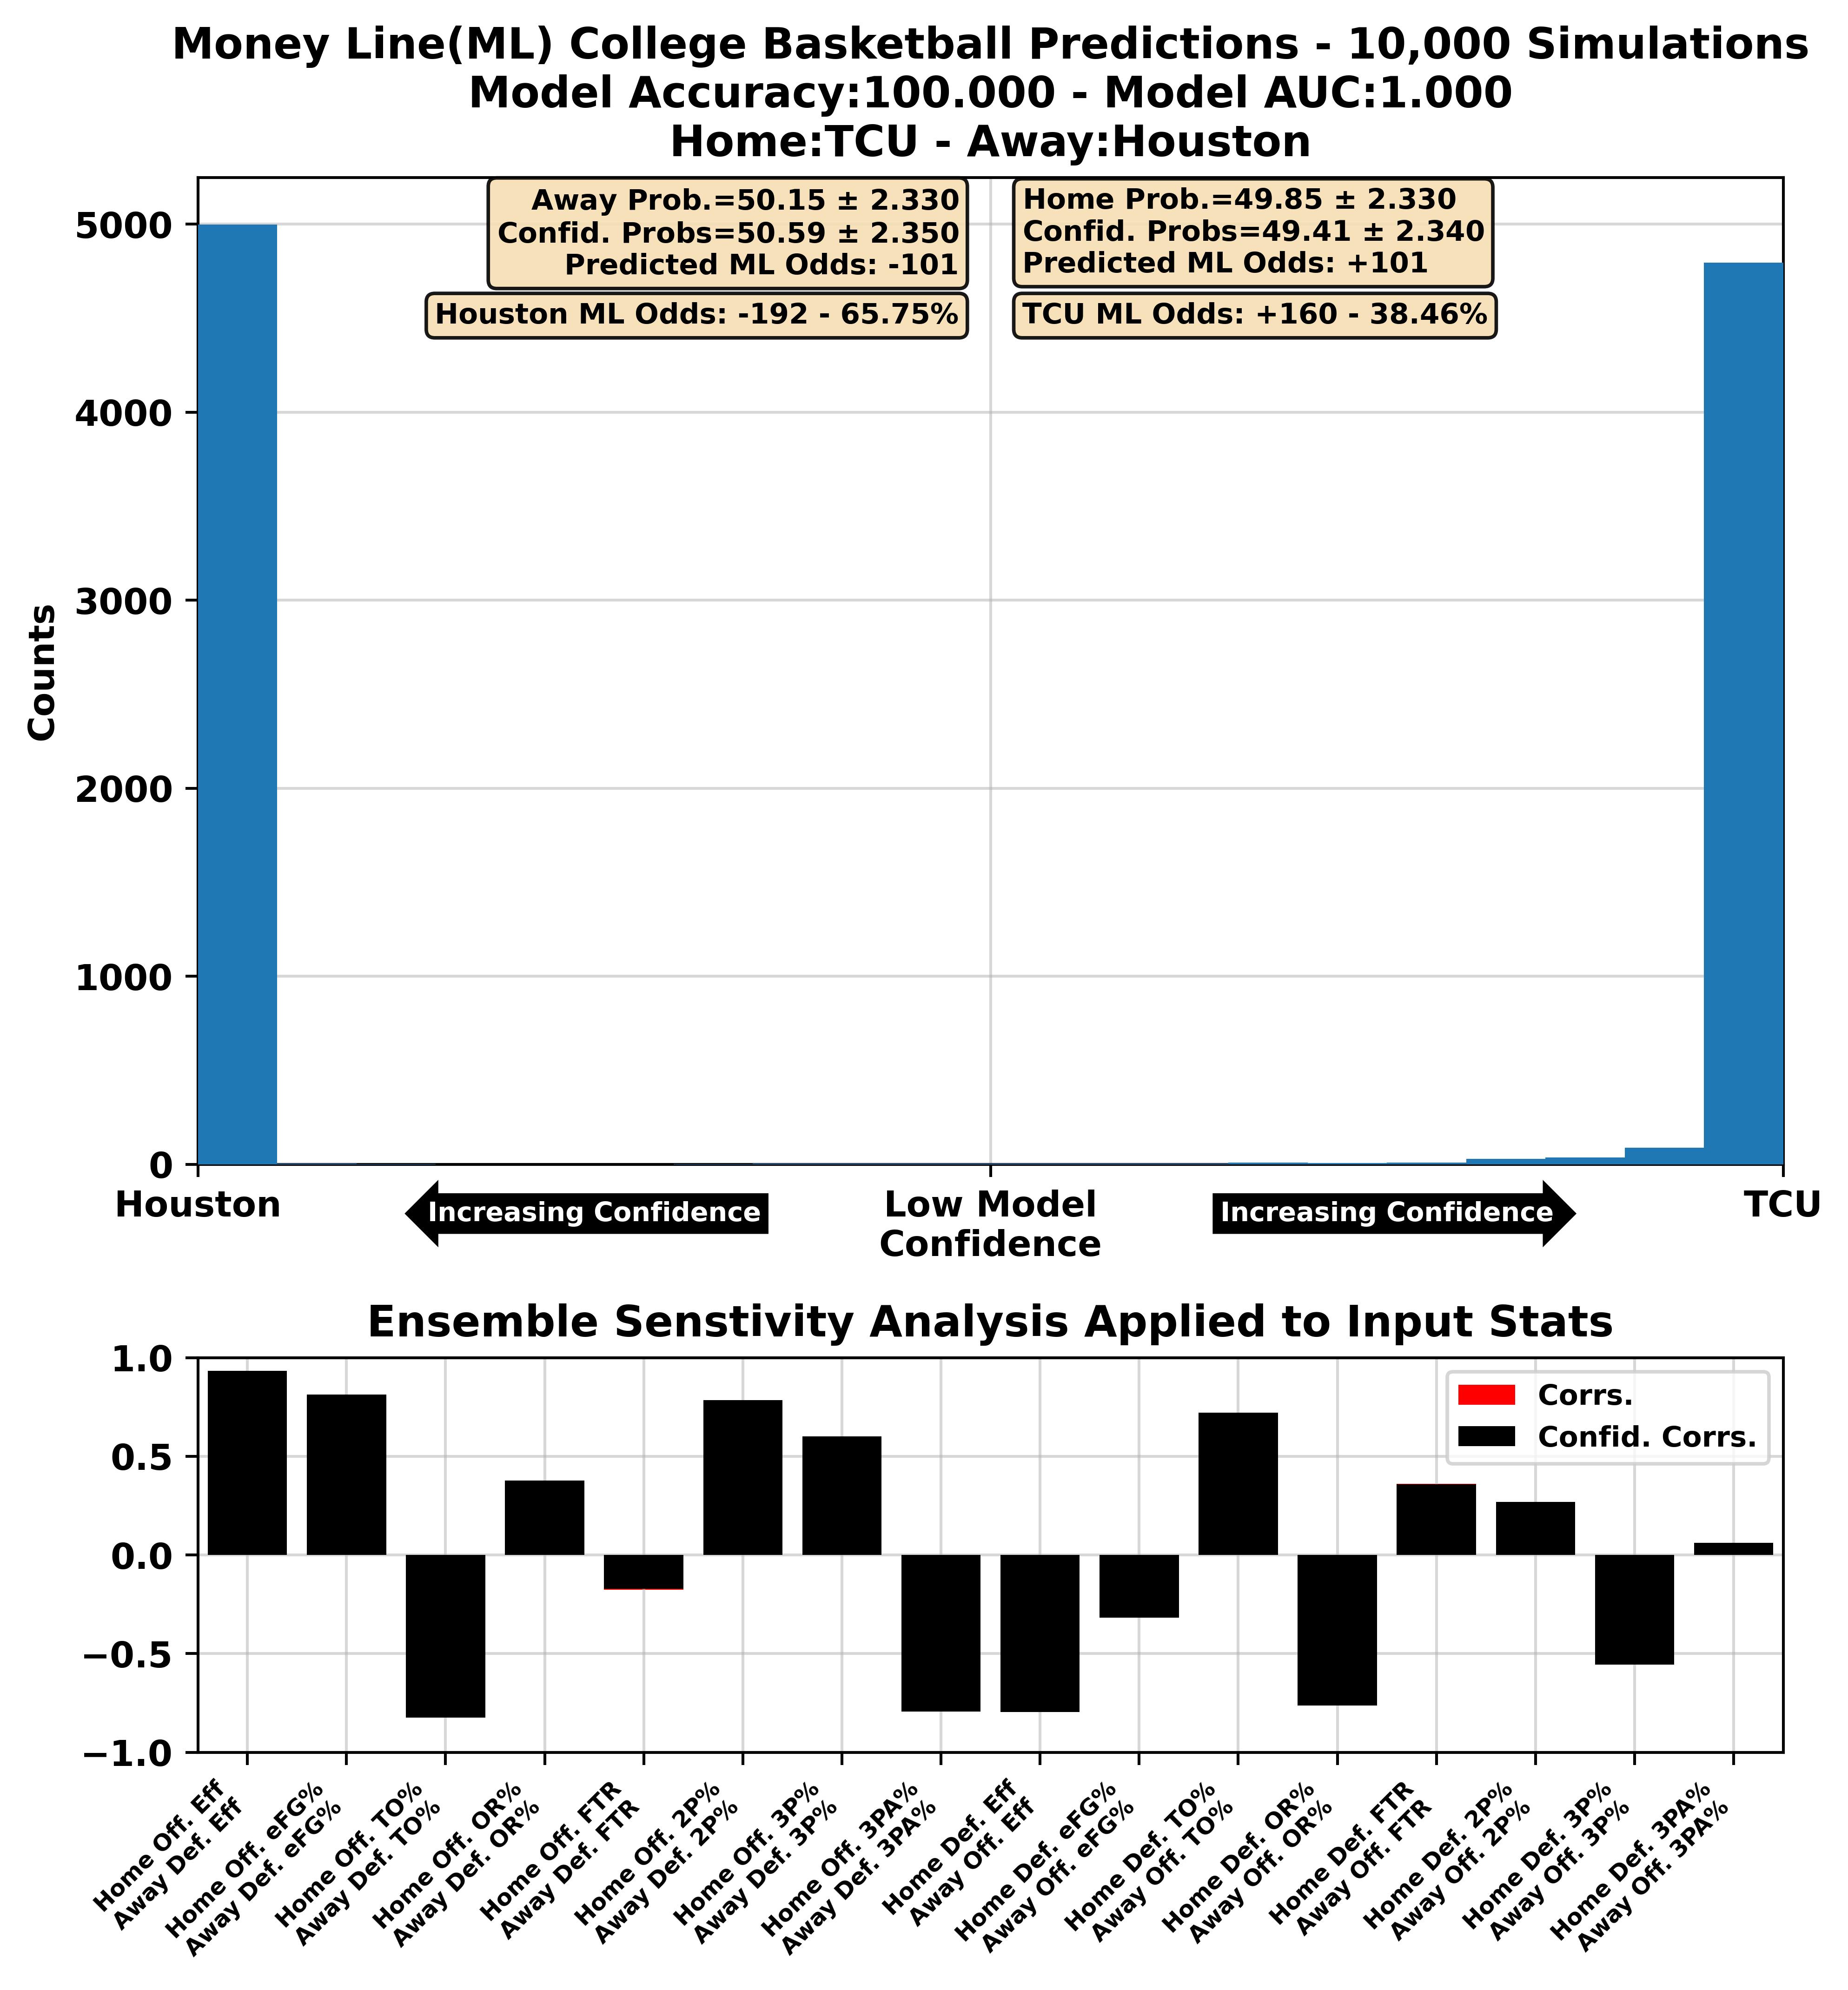 Money Line(ML) College Basketball Predictions - 10,000 Simulations
Model Accuracy:100.000 - Model AUC:1.000
Home:TCU - Away:Houston
Away Prob.=50.15 ± 2.330
Confid. Probs=50.59 ± 2.350
Predicted ML Odds: -101
Houston ML Odds: -192 - 65.75%
Home Prob.=49.85 ± 2.330
Confid. Probs=49.41 ± 2.340
Predicted ML Odds: +101
TCU ML Odds: +160 - 38.46%
Counts
5000
4000
3000
2000
1000
0
Houston
Increasing Confidence
Low Model
Confidence
Increasing Confidence
TCU
Ensemble Senstivity Analysis Applied to Input Stats
1.0
0.5
0.0
−0.5
−1.0
Corrs.
Confid. Corrs.
Home Off. Eff
Away Def. Eff
Home Off. eFG%
Away Def. eFG%
Home Off. TO%
Away Def. TO%
Home Off. OR%
Away Def. OR%
Home Off. FTR
Away Def. FTR
Home Off. 2P%
Away Def. 2P%
Home Off. 3P%
Away Def. 3P%
Home Off. 3PA%
Away Def. 3PA%
Home Def. Eff
Away Off. Eff
Home Def. eFG%
Away Off. eFG%
Home Def. TO%
Away Off. TO%
Home Def. OR%
Away Off. OR%
Home Def. FTR
Away Off. FTR
Home Def. 2P%
Away Off. 2P%
Home Def. 3P%
Away Off. 3P%
Home Def. 3PA%
Away Off. 3PA%